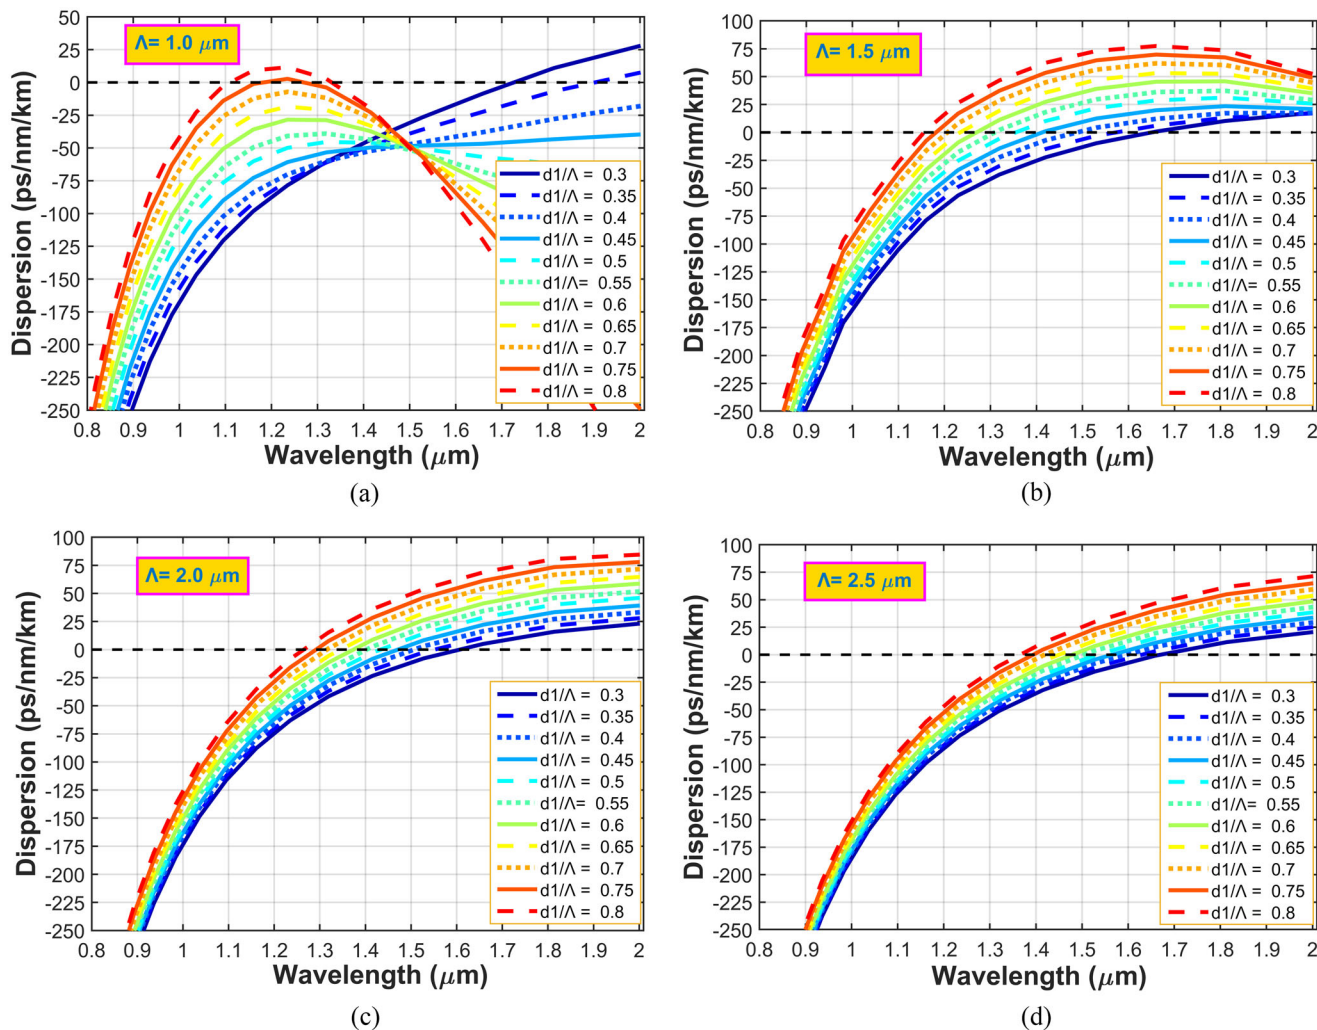 Λ= 1.0 μm
Dispersion (ps/nm/km)
50
25
0
-25
-50
-75
-100
-125
-150
-175
-200
-225
-250
d1/Λ = 0.3
d1/Λ = 0.35
d1/Λ = 0.4
d1/Λ = 0.45
d1/Λ = 0.5
d1/Λ= 0.55
d1/Λ = 0.6
d1/Λ = 0.65
d1/Λ = 0.7
d1/Λ = 0.75
d1/Λ = 0.8
0.8 0.9 1 1.1 1.2 1.3 1.4 1.5 1.6 1.7 1.8 1.9 2
Wavelength (μm)
(a)
Λ= 1.5 μm
Dispersion (ps/nm/km)
100
75
50
25
0
-25
-50
-75
-100
-125
-150
-175
-200
-225
-250
d1/Λ = 0.3
d1/Λ = 0.35
d1/Λ = 0.4
d1/Λ = 0.45
d1/Λ = 0.5
d1/Λ= 0.55
d1/Λ = 0.6
d1/Λ = 0.65
d1/Λ = 0.7
d1/Λ = 0.75
d1/Λ = 0.8
0.8 0.9 1 1.1 1.2 1.3 1.4 1.5 1.6 1.7 1.8 1.9 2
Wavelength (μm)
(b)
Λ= 2.0 μm
Dispersion (ps/nm/km)
100
75
50
25
0
-25
-50
-75
-100
-125
-150
-175
-200
-225
-250
d1/Λ = 0.3
d1/Λ = 0.35
d1/Λ = 0.4
d1/Λ = 0.45
d1/Λ = 0.5
d1/Λ= 0.55
d1/Λ = 0.6
d1/Λ = 0.65
d1/Λ = 0.7
d1/Λ = 0.75
d1/Λ = 0.8
0.8 0.9 1 1.1 1.2 1.3 1.4 1.5 1.6 1.7 1.8 1.9 2
Wavelength (μm)
(c)
Λ= 2.5 μm
Dispersion (ps/nm/km)
100
75
50
25
0
-25
-50
-75
-100
-125
-150
-175
-200
-225
-250
d1/Λ = 0.3
d1/Λ = 0.35
d1/Λ = 0.4
d1/Λ = 0.45
d1/Λ = 0.5
d1/Λ= 0.55
d1/Λ = 0.6
d1/Λ = 0.65
d1/Λ = 0.7
d1/Λ = 0.75
d1/Λ = 0.8
0.8 0.9 1 1.1 1.2 1.3 1.4 1.5 1.6 1.7 1.8 1.9 2
Wavelength (μm)
(d)